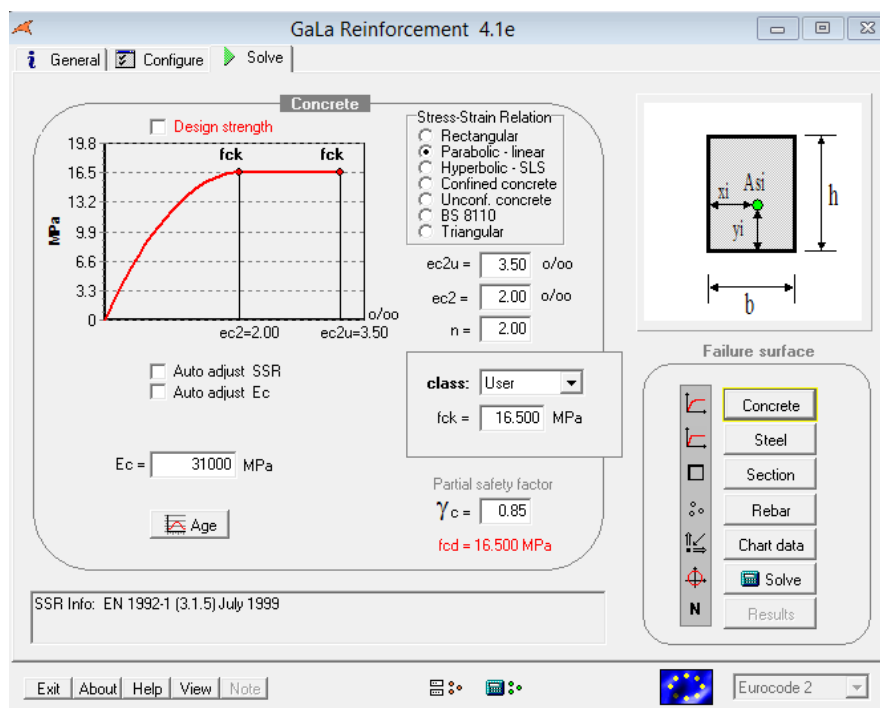 GaLa Reinforcement 4.1e
General Configure Solve
Concrete
Design strength
fck fck
19.8
16.5
13.2
9.9
6.6
3.3
0
MPa
o/oo
ec2=2.00 ec2u=3.50
Stress-Strain Relation
Rectangular
Parabolic - linear
Hyperbolic - SLS
Confined concrete
Unconf. concrete
BS 8110
Triangular
ec2u = 3.50 o/oo
ec2 = 2.00 o/oo
n = 2.00
Auto adjust SSR
Auto adjust Ec
class: User
fck = 16.500 MPa
Ec = 31000 MPa
Age
Partial safety factor
γc = 0.85
fcd = 16.500 MPa
SSR Info: EN 1992-1 (3.1.5) July 1999
xi Asi
yi
h
b
Failure surface
Concrete
Steel
Section
Rebar
Chart data
Solve
N Results
Exit About Help View Note
Eurocode 2